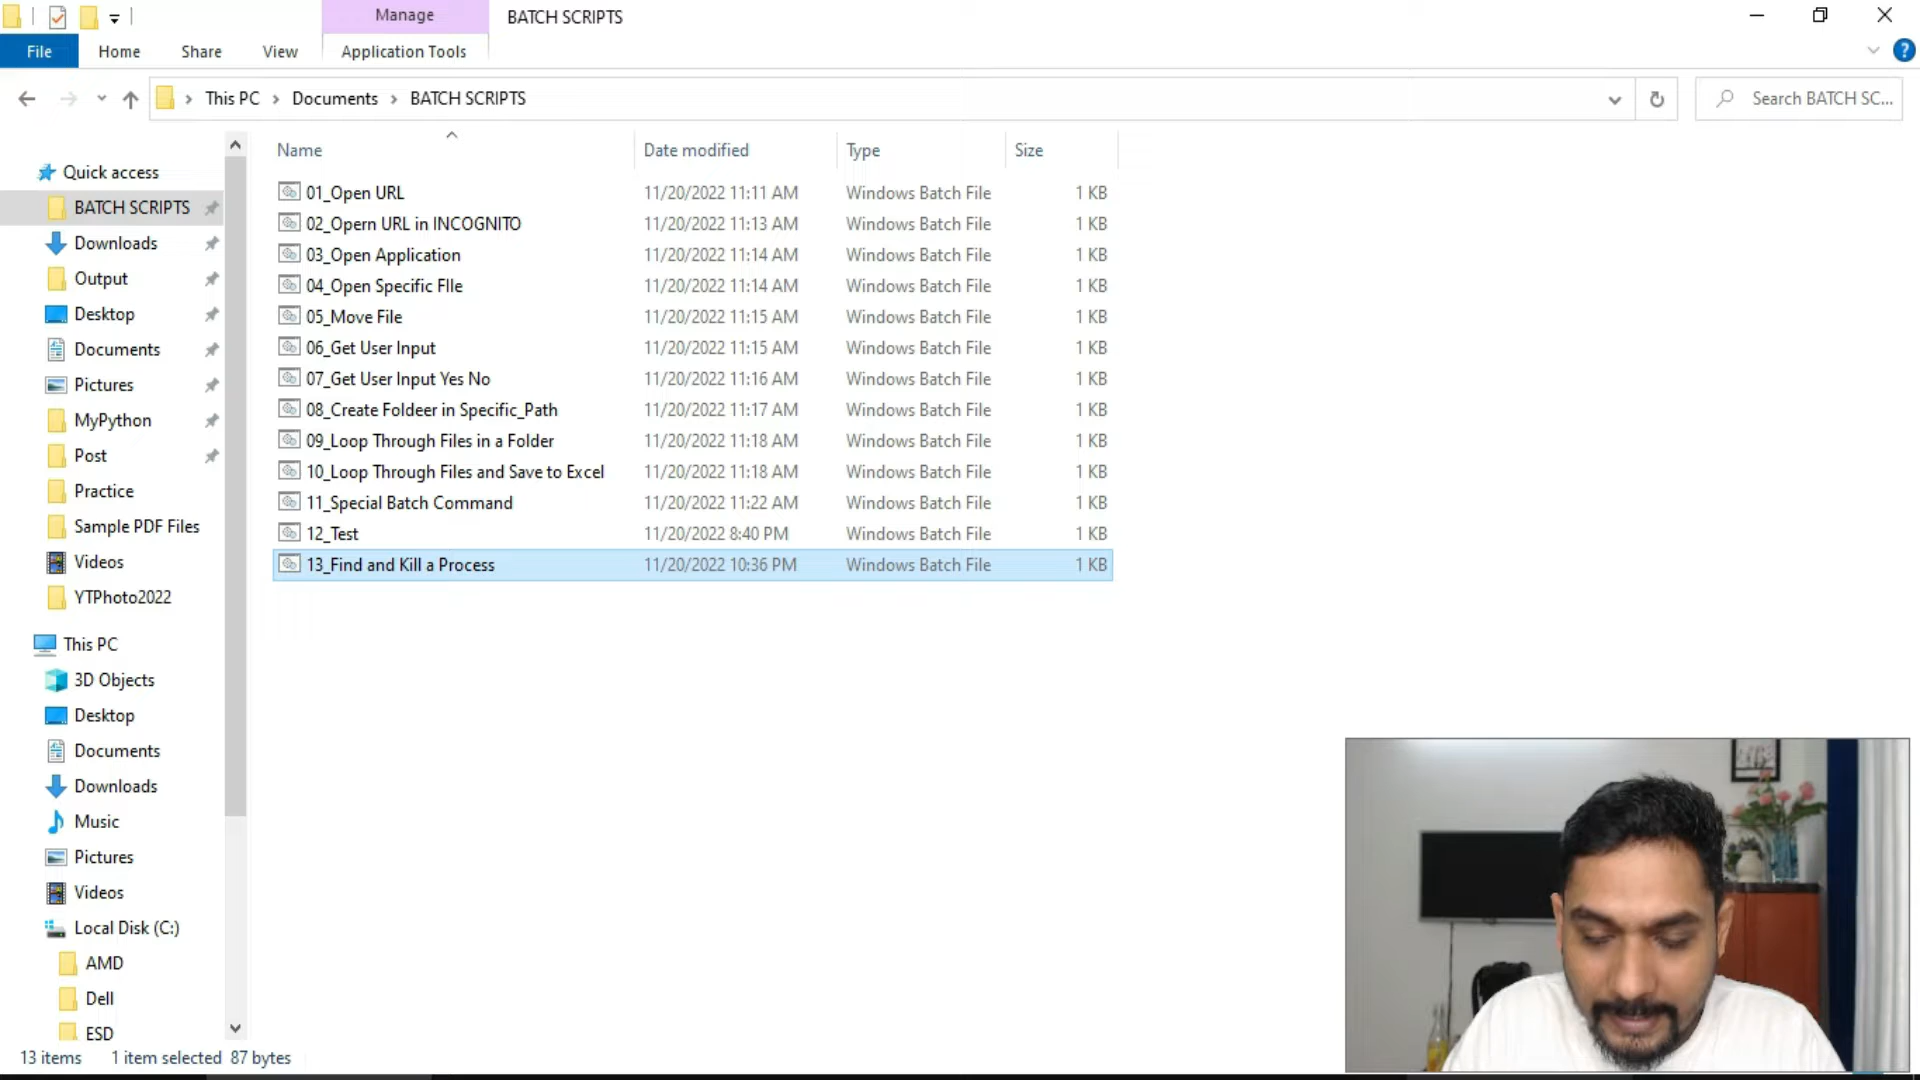 Manage
BATCH SCRIPTS
File
Home
Share
View
Application Tools
?
This PC
Documents
BATCH SCRIPTS
Search BATCH SC...
Name
Date modified
Type
Size
Quick access
BATCH SCRIPTS
Downloads
Output
Desktop
Documents
Pictures
MyPython
Post
Practice
Sample PDF Files
Videos
YTPhoto2022
This PC
3D Objects
Desktop
Documents
Downloads
Music
Pictures
Videos
Local Disk (C:)
AMD
Dell
ESD
01_Open URL 11/20/2022 11:11 AM Windows Batch File 1 KB
02_Opern URL in INCOGNITO 11/20/2022 11:13 AM Windows Batch File 1 KB
03_Open Application 11/20/2022 11:14 AM Windows Batch File 1 KB
04_Open Specific FIle 11/20/2022 11:14 AM Windows Batch File 1 KB
05_Move File 11/20/2022 11:15 AM Windows Batch File 1 KB
06_Get User Input 11/20/2022 11:15 AM Windows Batch File 1 KB
07_Get User Input Yes No 11/20/2022 11:16 AM Windows Batch File 1 KB
08_Create Foldeer in Specific_Path 11/20/2022 11:17 AM Windows Batch File 1 KB
09_Loop Through Files in a Folder 11/20/2022 11:18 AM Windows Batch File 1 KB
10_Loop Through Files and Save to Excel 11/20/2022 11:18 AM Windows Batch File 1 KB
11_Special Batch Command 11/20/2022 11:22 AM Windows Batch File 1 KB
12_Test 11/20/2022 8:40 PM Windows Batch File 1 KB
13_Find and Kill a Process 11/20/2022 10:36 PM Windows Batch File 1 KB
13 items 1 item selected 87 bytes